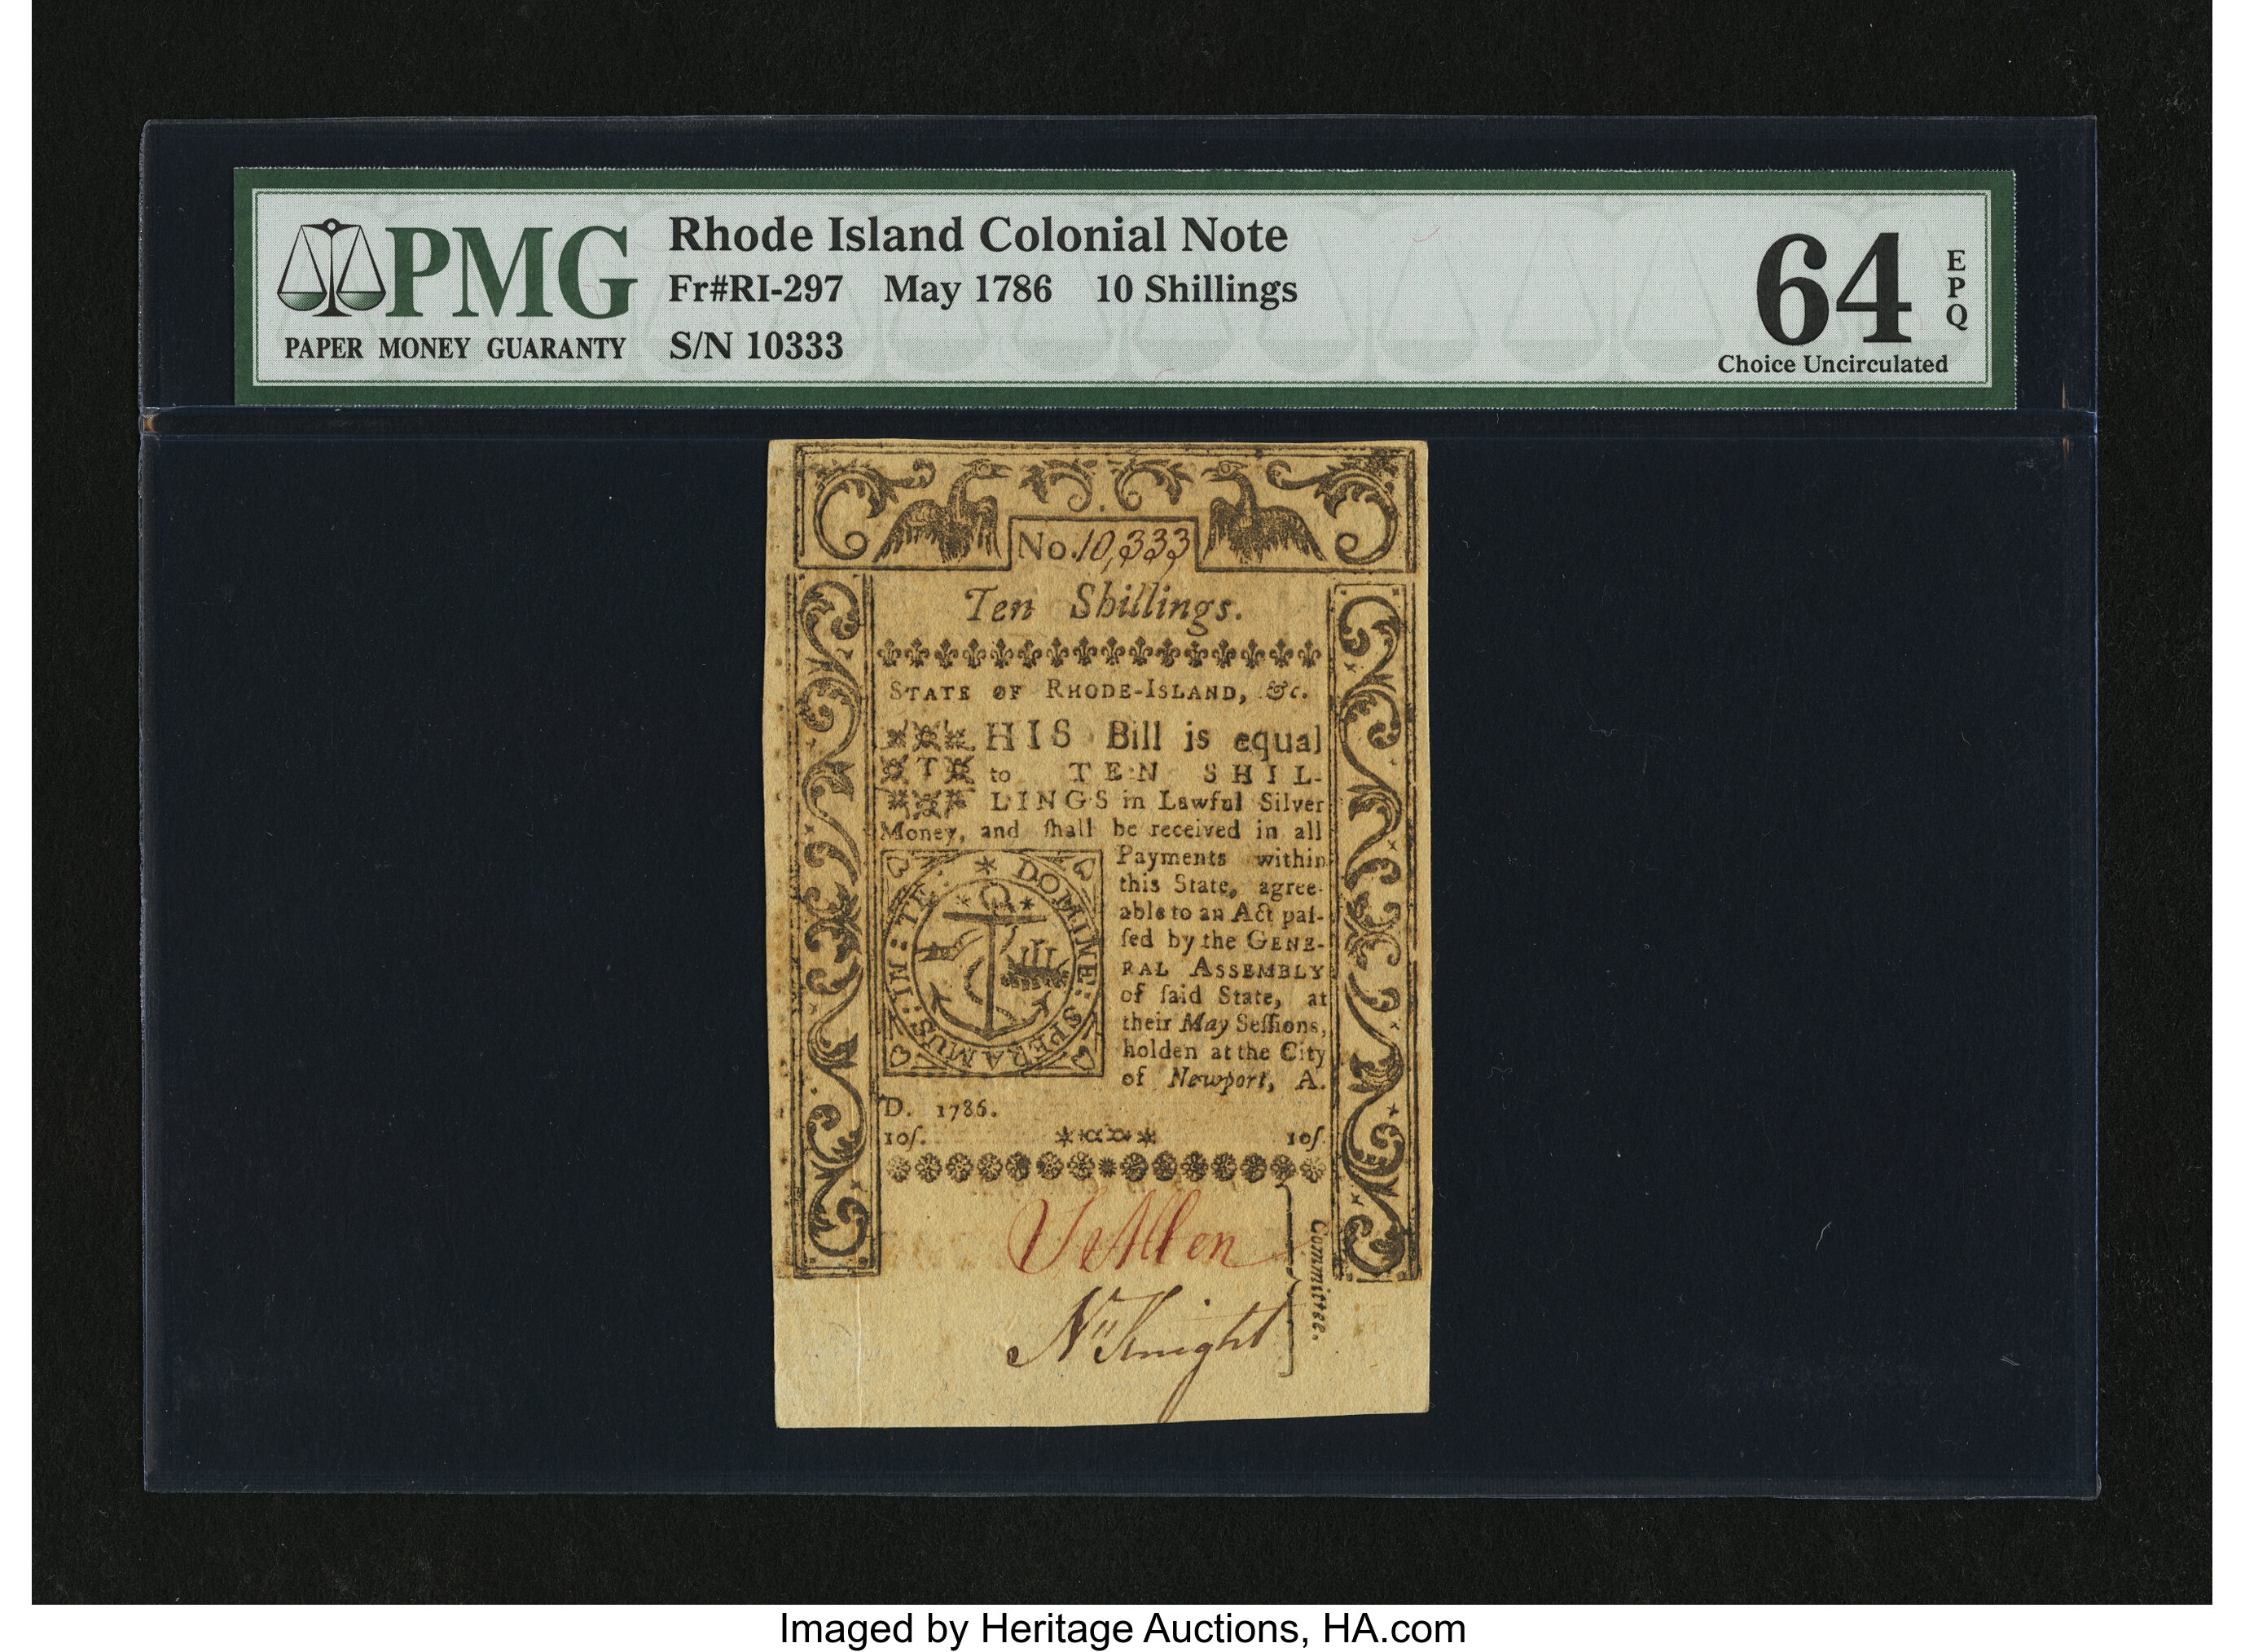 PMG
PAPER MONEY GUARANTY
Rhode Island Colonial Note
Fr#RI-297 May 1786 10 Shillings
S/N 10333
64
EPQ
Choice Uncirculated
No. 10,333
Ten Shillings.
STATE OF RHODE-ISLAND, &c.
HIS Bill is equal
T to TEN SHIL-
LINGS in Lawful Silver
Money, and ſhall be received in all
Payments within
this State, agree-
able to an Act paſ-
ſed by the GENE-
RAL ASSEMBLY
of ſaid State, at
their May Seſſions,
holden at the City
of Newport, A.
DOMINE: SPERAMUS: IN: TE:
D. 1786.
10ſ. 10ſ.
Allen
Nn Knight
Committee.
Imaged by Heritage Auctions, HA.com